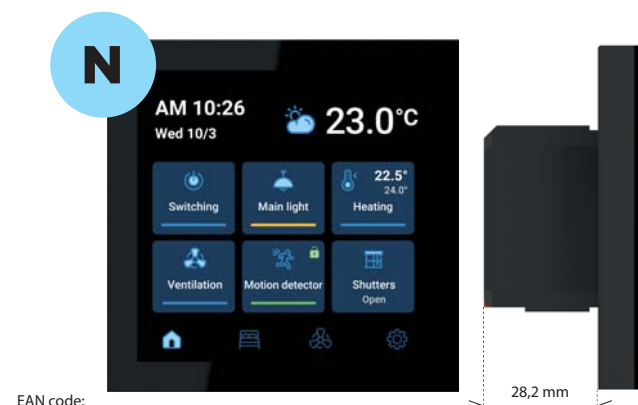 N
AM 10:26
Wed 10/3
23.0°C
Switching
Main light
22.5°
24.0°
Heating
Ventilation
Motion detector
Shutters
Open
28,2 mm
EAN code: